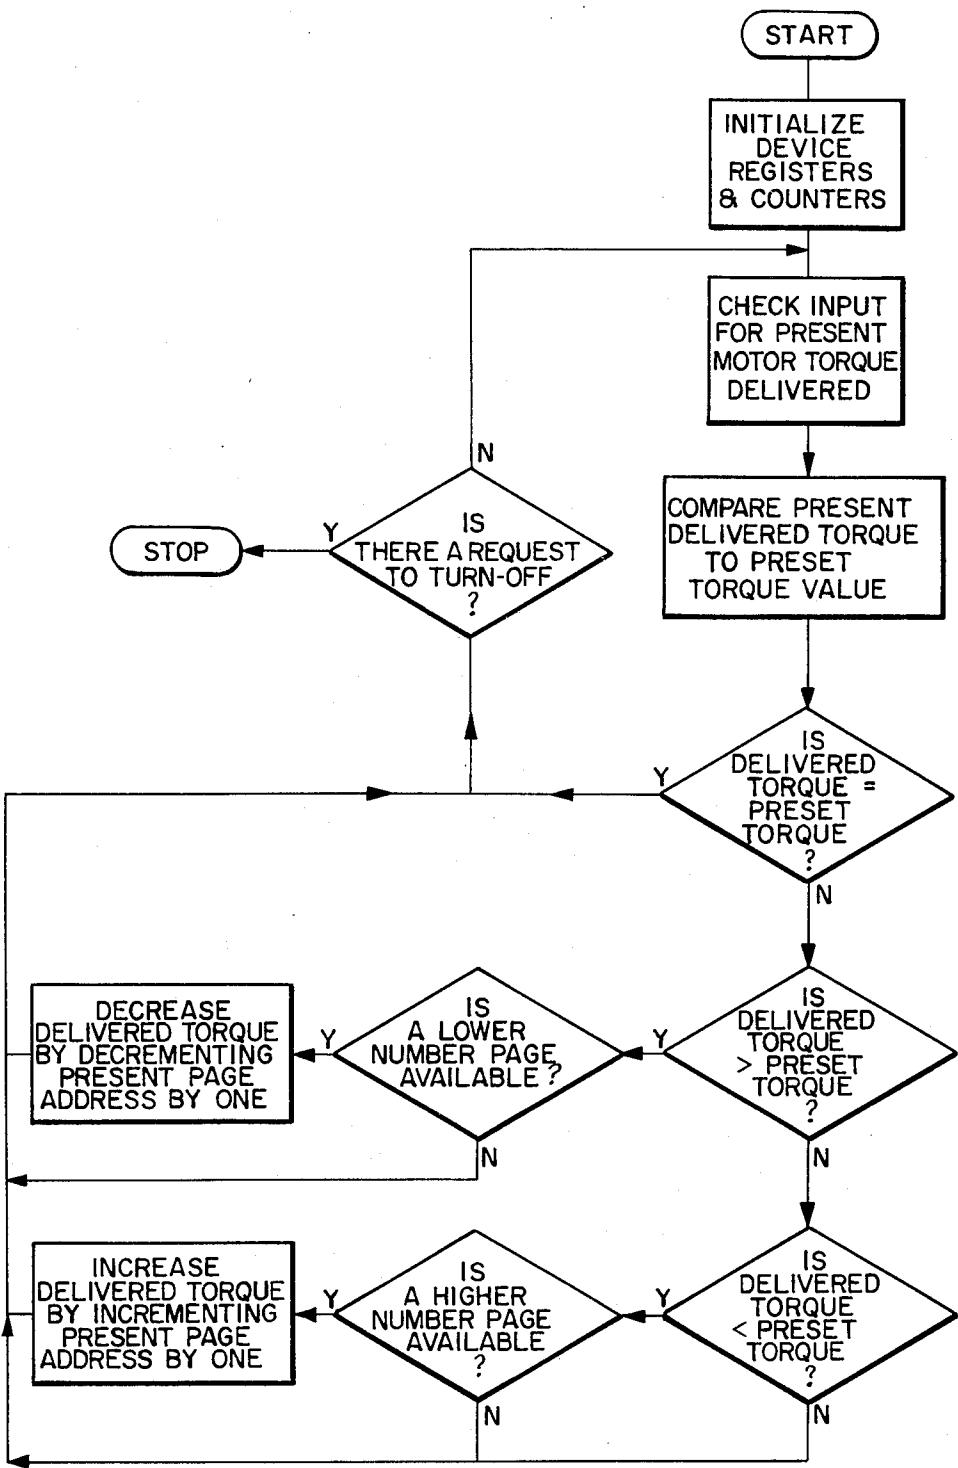 START
INITIALIZE
DEVICE
REGISTERS
& COUNTERS
CHECK INPUT
FOR PRESENT
MOTOR TORQUE
DELIVERED
N
Y
IS
THERE A REQUEST
TO TURN-OFF
?
STOP
COMPARE PRESENT
DELIVERED TORQUE
TO PRESET
TORQUE VALUE
Y
IS
DELIVERED
TORQUE =
PRESET
TORQUE
?
N
DECREASE
DELIVERED TORQUE
BY DECREMENTING
PRESENT PAGE
ADDRESS BY ONE
Y
IS
A LOWER
NUMBER PAGE
AVAILABLE ?
N
Y
IS
DELIVERED
TORQUE
> PRESET
TORQUE
?
N
INCREASE
DELIVERED TORQUE
BY INCREMENTING
PRESENT PAGE
ADDRESS BY ONE
Y
IS
A HIGHER
NUMBER PAGE
AVAILABLE
?
N
Y
IS
DELIVERED
TORQUE
< PRESET
TORQUE
?
N